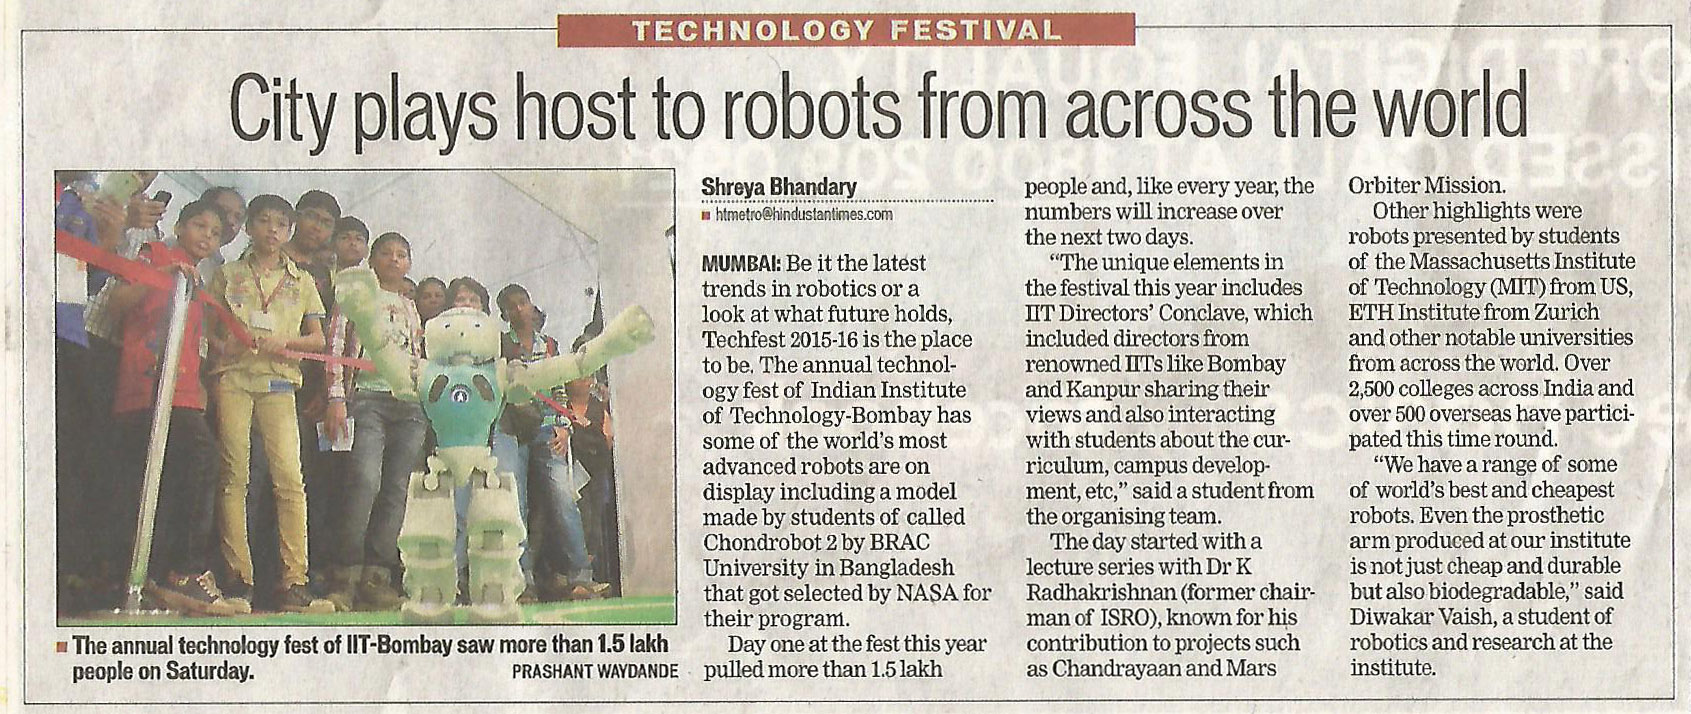 TECHNOLOGY FESTIVAL
City plays host to robots from across the world
■ The annual technology fest of IIT-Bombay saw more than 1.5 lakh
people on Saturday.
PRASHANT WAYDANDE
Shreya Bhandary
■ htmetro@hindustantimes.com
MUMBAI: Be it the latest
trends in robotics or a
look at what future holds,
Techfest 2015-16 is the place
to be. The annual technol-
ogy fest of Indian Institute
of Technology-Bombay has
some of the world's most
advanced robots are on
display including a model
made by students of called
Chondrobot 2 by BRAC
University in Bangladesh
that got selected by NASA for
their program.
Day one at the fest this year
pulled more than 1.5 lakh
people and, like every year, the
numbers will increase over
the next two days.
"The unique elements in
the festival this year includes
IIT Directors' Conclave, which
included directors from
renowned IITs like Bombay
and Kanpur sharing their
views and also interacting
with students about the cur-
riculum, campus develop-
ment, etc," said a student from
the organising team.
The day started with a
lecture series with Dr K
Radhakrishnan (former chair-
man of ISRO), known for his
contribution to projects such
as Chandrayaan and Mars
Orbiter Mission.
Other highlights were
robots presented by students
of the Massachusetts Institute
of Technology (MIT) from US,
ETH Institute from Zurich
and other notable universities
from across the world. Over
2,500 colleges across India and
over 500 overseas have partici-
pated this time round.
"We have a range of some
of world's best and cheapest
robots. Even the prosthetic
arm produced at our institute
is not just cheap and durable
but also biodegradable," said
Diwakar Vaish, a student of
robotics and research at the
institute.